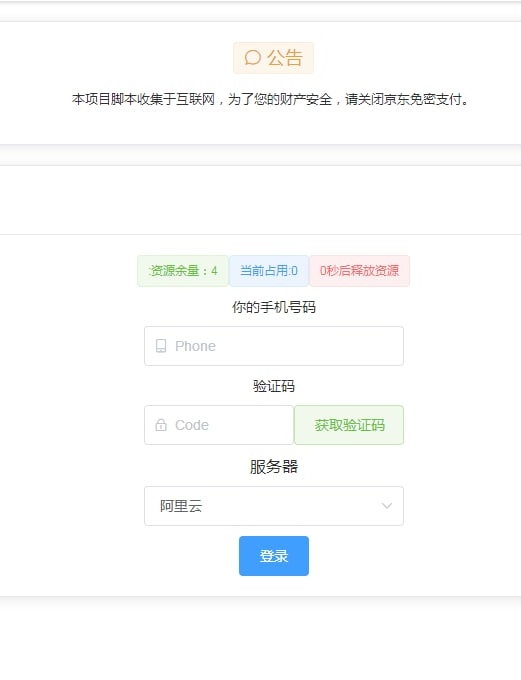 公告
本项目脚本收集于互联网，为了您的财产安全，请关闭京东免密支付。
:资源余量：4 当前占用:0 0秒后释放资源
你的手机号码
Phone
验证码
Code 获取验证码
服务器
阿里云
登录